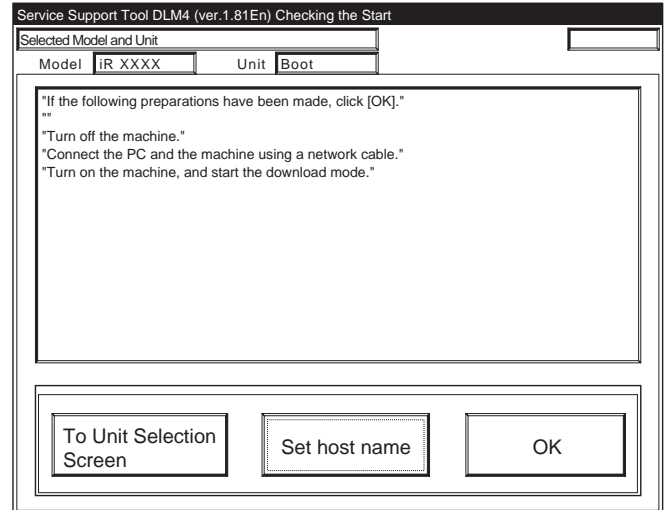 Service Support Tool DLM4 (ver.1.81En) Checking the Start
Selected Model and Unit
Model iR XXXX Unit Boot
"If the following preparations have been made, click [OK]."
""
"Turn off the machine."
"Connect the PC and the machine using a network cable."
"Turn on the machine, and start the download mode."
To Unit Selection
Screen
Set host name
OK